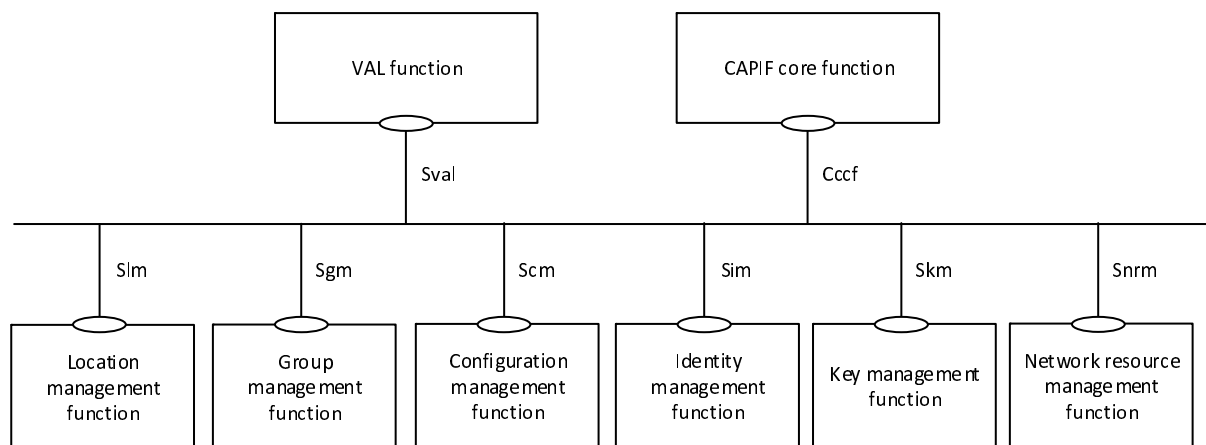 VAL function
CAPIF core function
Sval
Cccf
Slm
Sgm
Scm
Sim
Skm
Snrm
Location
management
function
Group
management
function
Configuration
management
function
Identity
management
function
Key management
function
Network resource
management
function